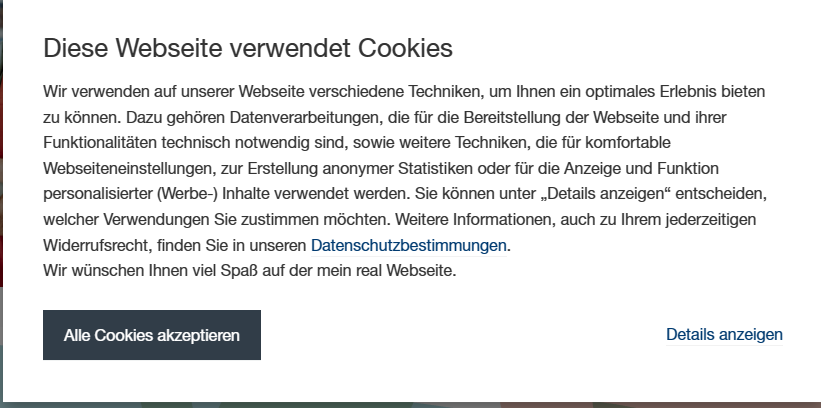 Diese Webseite verwendet Cookies
Wir verwenden auf unserer Webseite verschiedene Techniken, um Ihnen ein optimales Erlebnis bieten
zu können. Dazu gehören Datenverarbeitungen, die für die Bereitstellung der Webseite und ihrer
Funktionalitäten technisch notwendig sind, sowie weitere Techniken, die für komfortable
Webseiteneinstellungen, zur Erstellung anonymer Statistiken oder für die Anzeige und Funktion
personalisierter (Werbe-) Inhalte verwendet werden. Sie können unter „Details anzeigen“ entscheiden,
welcher Verwendungen Sie zustimmen möchten. Weitere Informationen, auch zu Ihrem jederzeitigen
Widerrufsrecht, finden Sie in unseren Datenschutzbestimmungen.
Wir wünschen Ihnen viel Spaß auf der mein real Webseite.
Alle Cookies akzeptieren
Details anzeigen